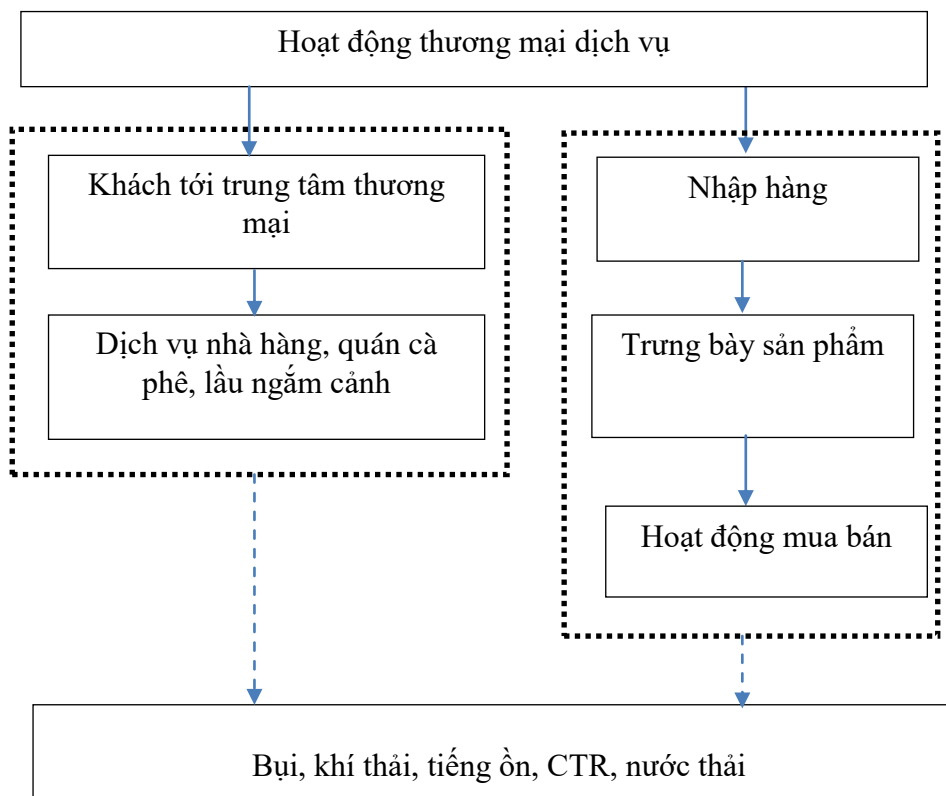 Hoạt động thương mại dịch vụ
Khách tới trung tâm thương
mại
Dịch vụ nhà hàng, quán cà
phê, lầu ngắm cảnh
Nhập hàng
Trưng bày sản phẩm
Hoạt động mua bán
Bụi, khí thải, tiếng ồn, CTR, nước thải